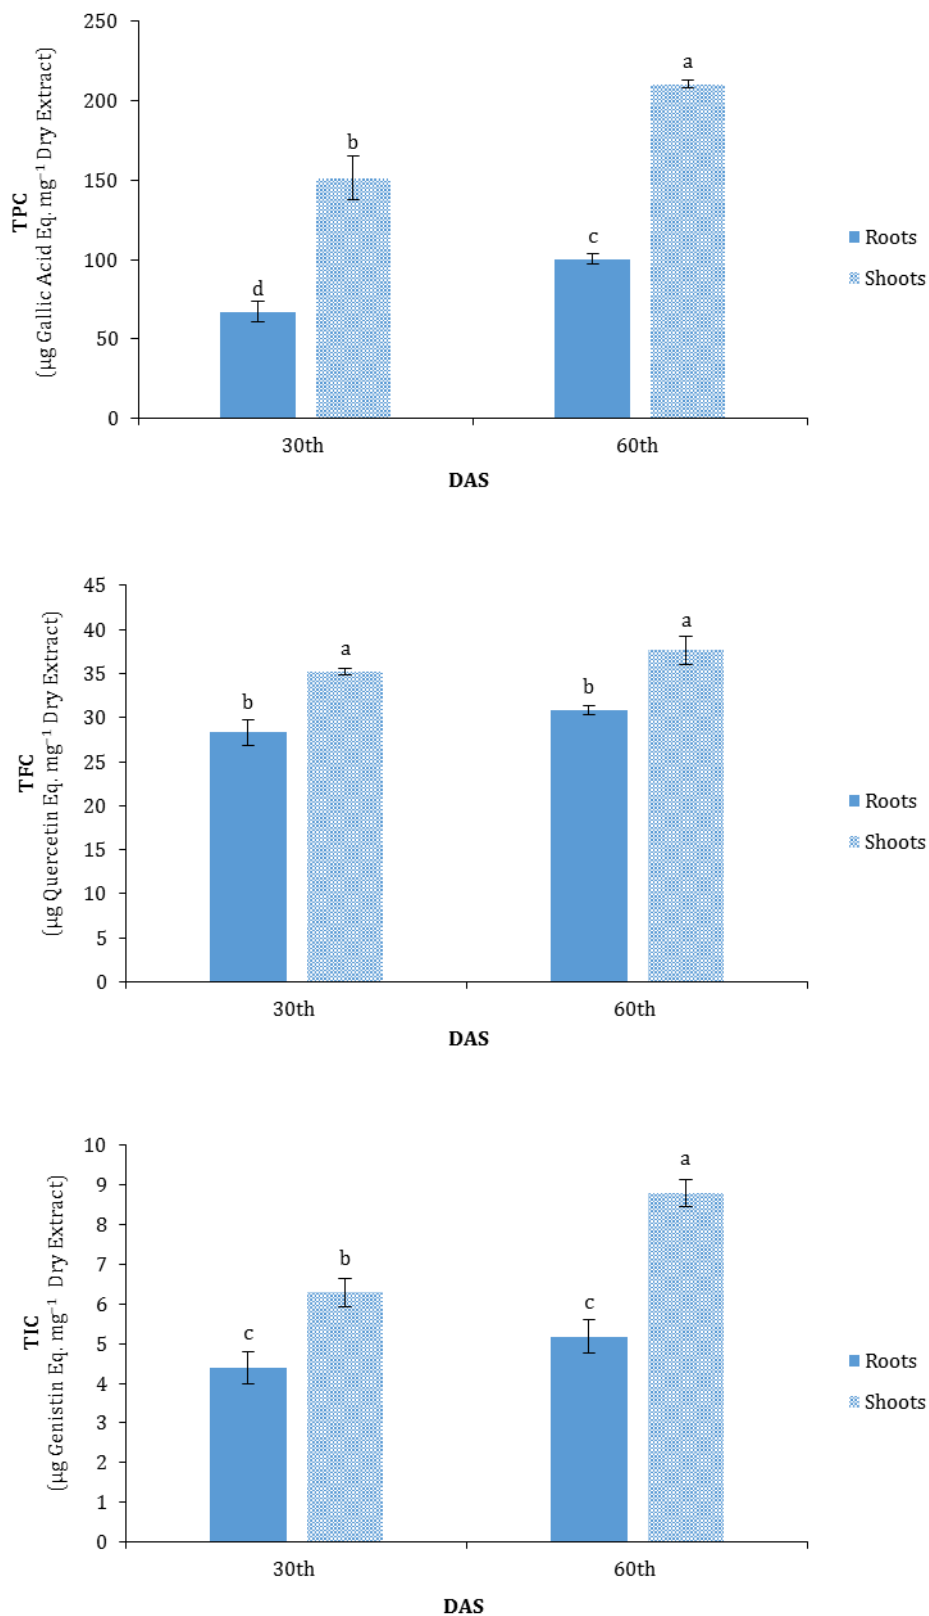 TPC
(µg Gallic Acid Eq. mg⁻¹ Dry Extract)
250
200
150
100
50
0
d
b
c
a
30th
60th
DAS
Roots
Shoots
TFC
(µg Quercetin Eq. mg⁻¹ Dry Extract)
45
40
35
30
25
20
15
10
5
0
b
a
b
a
30th
60th
DAS
Roots
Shoots
TIC
(µg Genistin Eq. mg⁻¹ Dry Extract)
10
9
8
7
6
5
4
3
2
1
0
c
b
c
a
30th
60th
DAS
Roots
Shoots